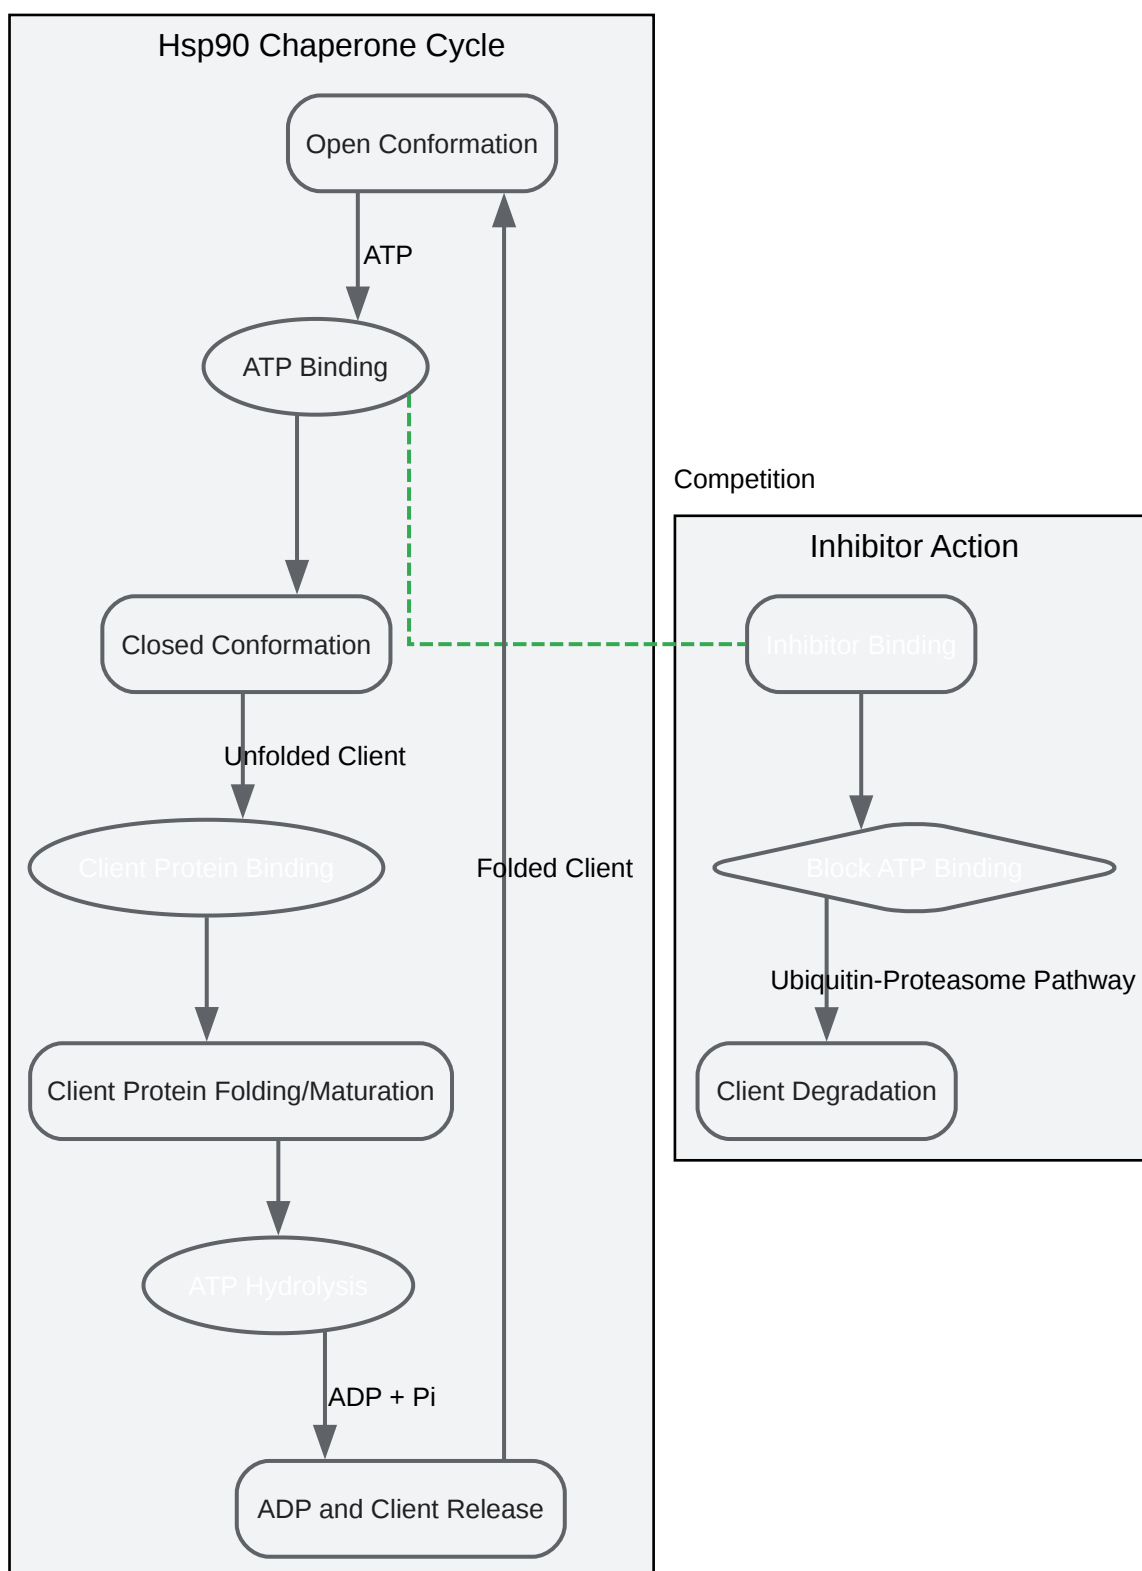 Hsp90 Chaperone Cycle
Open Conformation
ATP
ATP Binding
Closed Conformation
Unfolded Client
Client Protein Binding
Folded Client
Client Protein Folding/Maturation
ATP Hydrolysis
ADP + Pi
ADP and Client Release
Competition
Inhibitor Action
Inhibitor Binding
Block ATP Binding
Ubiquitin-Proteasome Pathway
Client Degradation